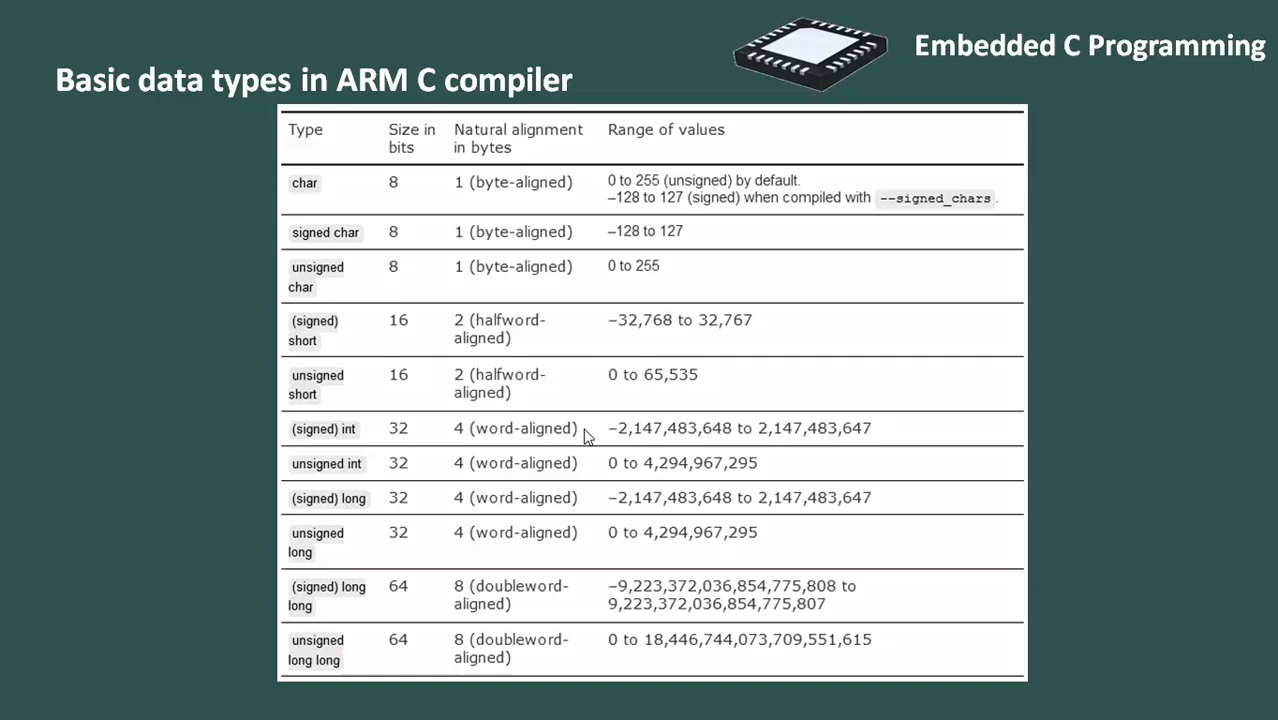 Embedded C Programming
Basic data types in ARM C compiler
Type Size in bits Natural alignment in bytes Range of values
char 8 1 (byte-aligned) 0 to 255 (unsigned) by default.
–128 to 127 (signed) when compiled with --signed_chars.
signed char 8 1 (byte-aligned) –128 to 127
unsigned char 8 1 (byte-aligned) 0 to 255
(signed) short 16 2 (halfword-aligned) –32,768 to 32,767
unsigned short 16 2 (halfword-aligned) 0 to 65,535
(signed) int 32 4 (word-aligned) –2,147,483,648 to 2,147,483,647
unsigned int 32 4 (word-aligned) 0 to 4,294,967,295
(signed) long 32 4 (word-aligned) –2,147,483,648 to 2,147,483,647
unsigned long 32 4 (word-aligned) 0 to 4,294,967,295
(signed) long long 64 8 (doubleword-aligned) –9,223,372,036,854,775,808 to 9,223,372,036,854,775,807
unsigned long long 64 8 (doubleword-aligned) 0 to 18,446,744,073,709,551,615